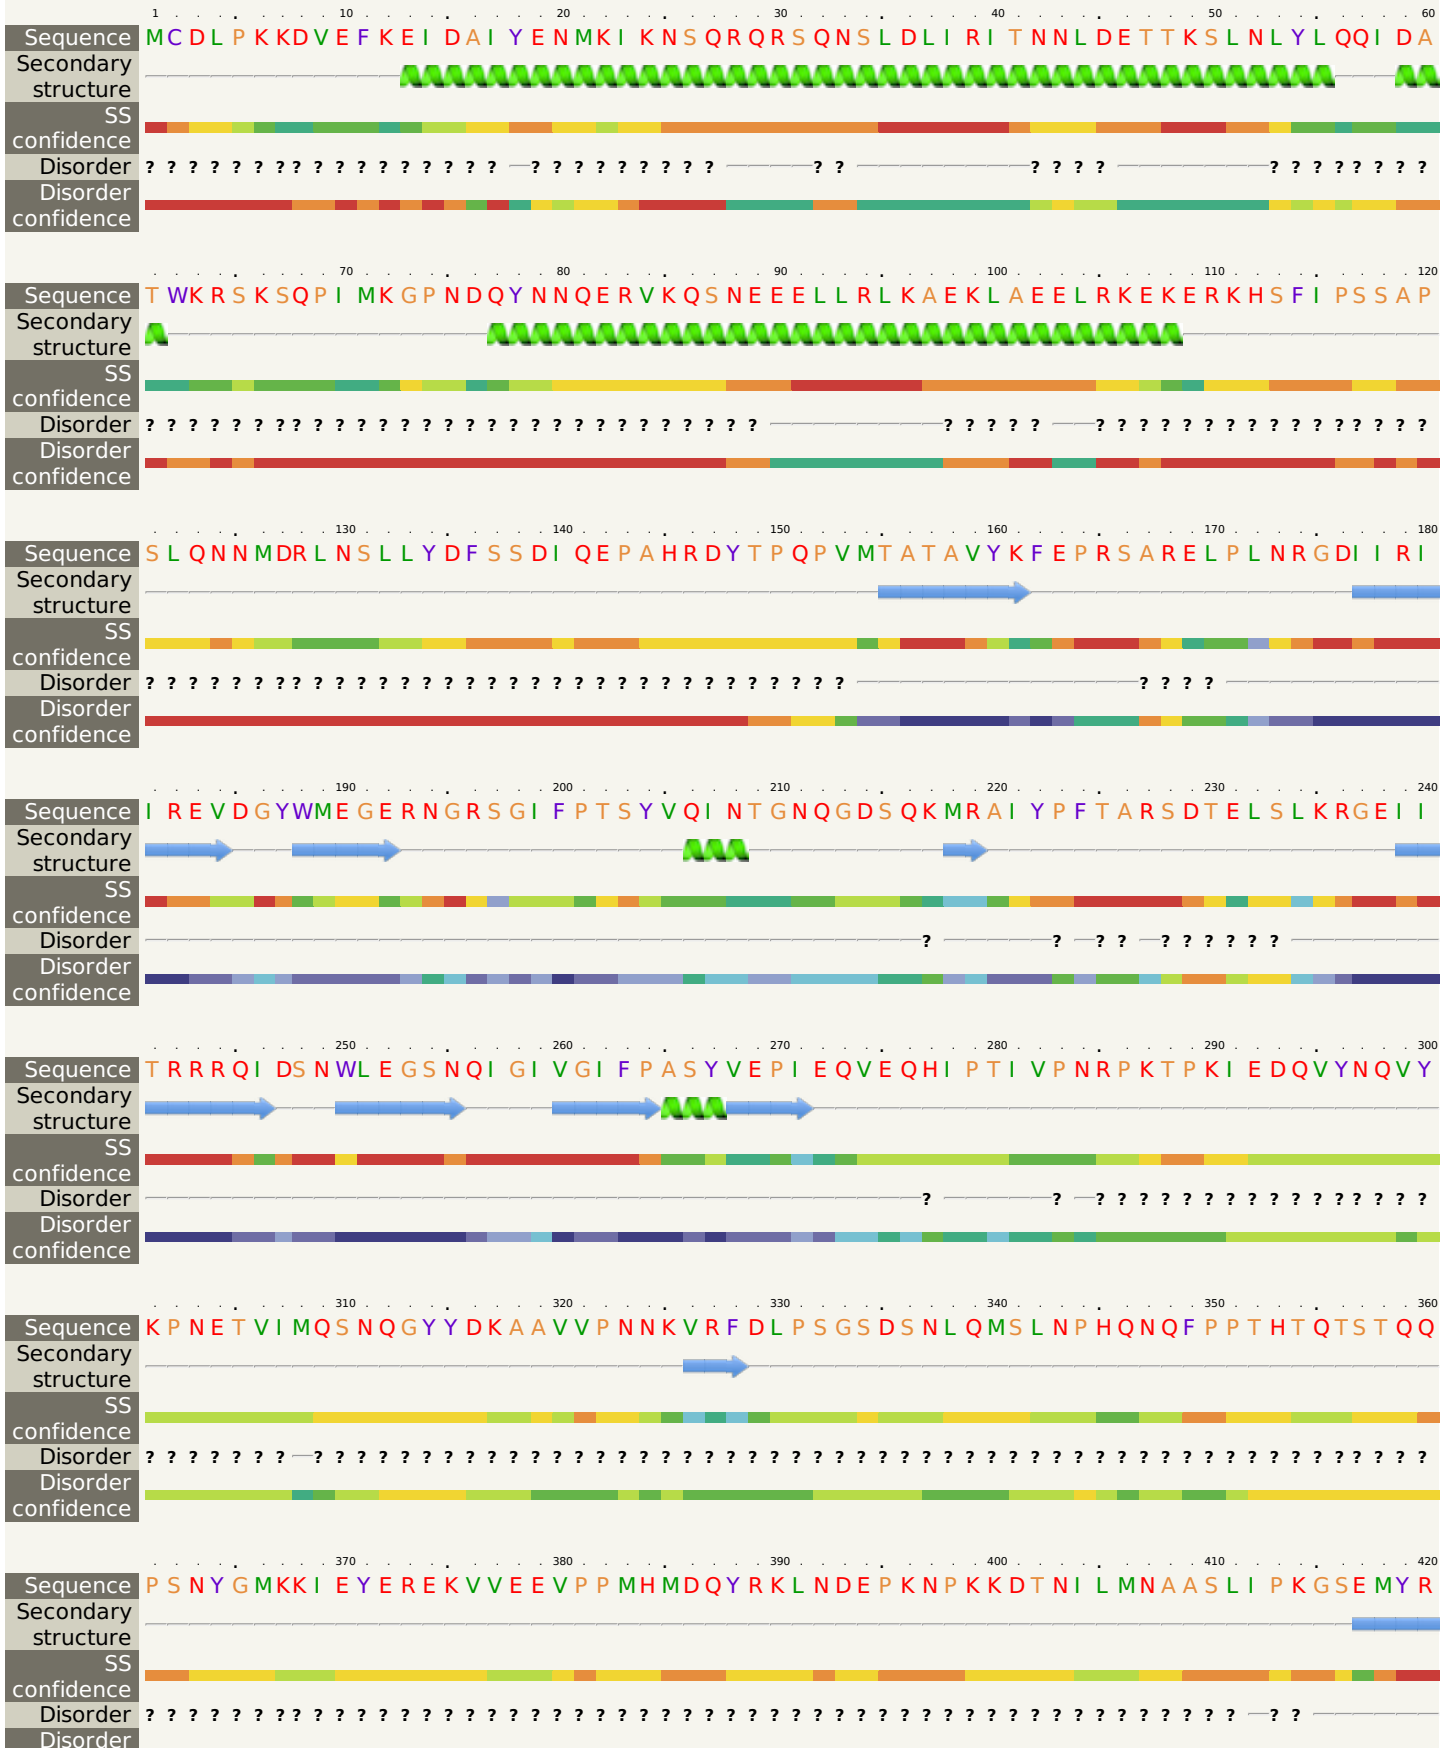 1 10 20 30 40 50 60
Sequence MCDLPKKDVEFKEIDAIYENMKIKNSQRQRSQNSLDLIRITNNLDETTKSLNLYLQQIDA
Secondary
structure
SS
confidence
Disorder ????????????????? ????????? ?? ???? ????????
Disorder
confidence
70 80 90 100 110 120
Sequence TWKRSKSQPIMKGPNDQYNNQERVKQSNEEELLRLKAEKLAEELRKEKERKHSFIPSSAP
Secondary
structure
SS
confidence
Disorder ????????????????????????????? ????? ????????????????
Disorder
confidence
130 140 150 160 170 180
Sequence SLQNNMDRLNSLLYDFSSDIQEPAHRDYTPQPVMTATAVYKFEPRSARELPLNRGDIIRI
Secondary
structure
SS
confidence
Disorder ????????????????????????????????? ????
Disorder
confidence
190 200 210 220 230 240
Sequence IREVDGYWMEGERNGRSGIFPTSYVQINTGNQGDSQKMRAIYPFTARSDTELSLKRGEII
Secondary
structure
SS
confidence
Disorder ? ? ?? ??????
Disorder
confidence
250 260 270 280 290 300
Sequence TRRRQIDSNWLEGSNQIGIVGIFPASYVEPIEQVEQHIPTIVPNRPKTPKIEDQVYNQVY
Secondary
structure
SS
confidence
Disorder ? ? ????????????????
Disorder
confidence
310 320 330 340 350 360
Sequence KPNETVIMQSNQGYYDKAAVVPNNKVRFDLPSGSDSNLQMSLNPHQNQFPPTHTQTSTQQ
Secondary
structure
SS
confidence
Disorder ??????? ????????????????????????????????????????????????????
Disorder
confidence
370 380 390 400 410 420
Sequence PSNYGMKKIEYEREKVVEEVPPMHMDQYRKLNDEPKNPKKDTNILMNAASLIPKGSEMYR
Secondary
structure
SS
confidence
Disorder ??????????????????????????????????????????????????? ??
Disorder